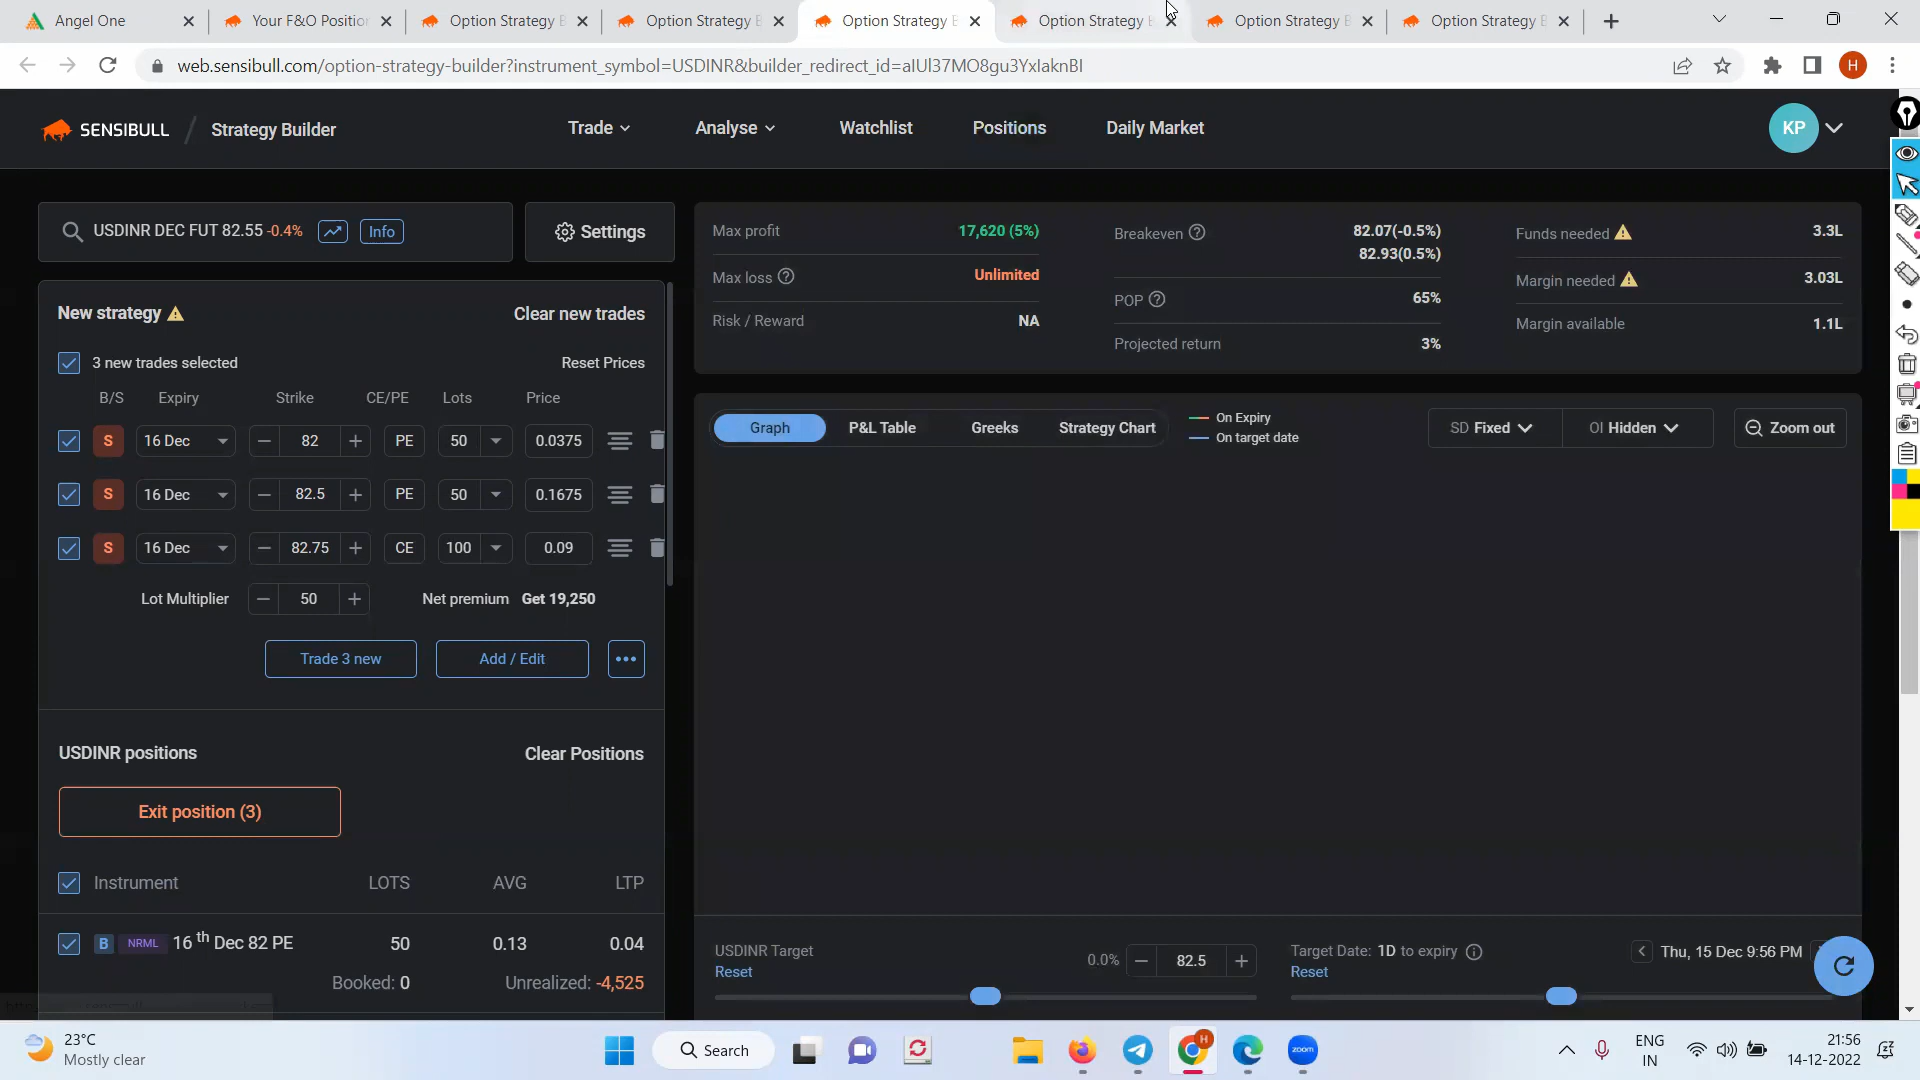 Angel One
Your F&O Positio
Option Strategy B
Option Strategy B
Option Strategy B
Option Strategy B
Option Strategy B
Option Strategy B
web.sensibull.com/option-strategy-builder?instrument_symbol=USDINR&builder_redirect_id=aIUl37MO8gu3YxIaknBI
H
SENSIBULL / Strategy Builder
Trade
Analyse
Watchlist
Positions
Daily Market
KP
USDINR DEC FUT 82.55 -0.4% Info
Settings
New strategy
Clear new trades
3 new trades selected
Reset Prices
B/S Expiry Strike CE/PE Lots Price
S 16 Dec − 82 + PE 50 0.0375
S 16 Dec − 82.5 + PE 50 0.1675
S 16 Dec − 82.75 + CE 100 0.09
Lot Multiplier − 50 + Net premium Get 19,250
Trade 3 new
Add / Edit
USDINR positions
Clear Positions
Exit position (3)
Instrument LOTS AVG LTP
B NRML 16 th Dec 82 PE 50 0.13 0.04
Booked: 0 Unrealized: -4,525
Max profit 17,620 (5%)
Max loss Unlimited
Risk / Reward NA
Breakeven 82.07(-0.5%)
82.93(0.5%)
POP 65%
Projected return 3%
Funds needed 3.3L
Margin needed 3.03L
Margin available 1.1L
Graph
P&L Table
Greeks
Strategy Chart
On Expiry
On target date
SD Fixed
OI Hidden
Zoom out
USDINR Target
Reset
0.0% − 82.5 +
Target Date: 1D to expiry
Reset
Thu, 15 Dec 9:56 PM
23°C
Mostly clear
Search
H
zoom
ENG
IN
21:56
14-12-2022